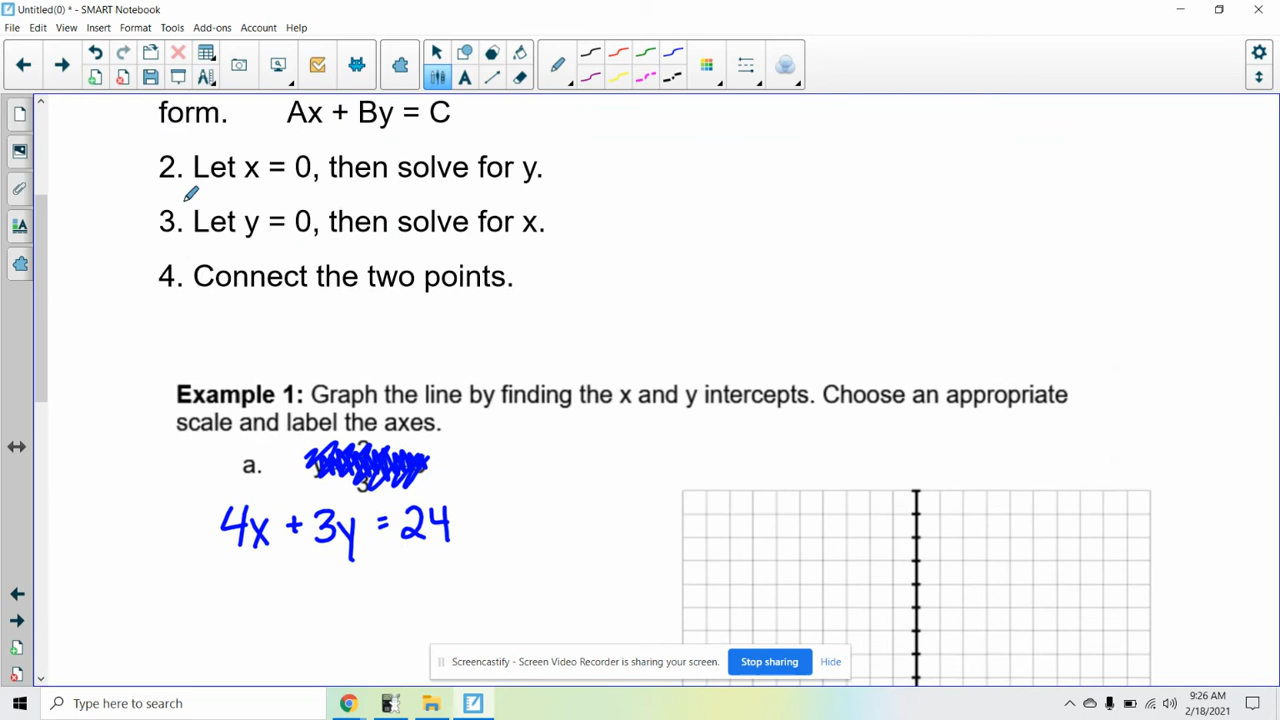 Untitled(0) * - SMART Notebook
File Edit View Insert Format Tools Add-ons Account Help
form. Ax + By = C
2. Let x = 0, then solve for y.
3. Let y = 0, then solve for x.
4. Connect the two points.
Example 1: Graph the line by finding the x and y intercepts. Choose an appropriate
scale and label the axes.
a.
4x + 3y = 24
Screencastify - Screen Video Recorder is sharing your screen. Stop sharing Hide
Type here to search
9:26 AM
2/18/2021